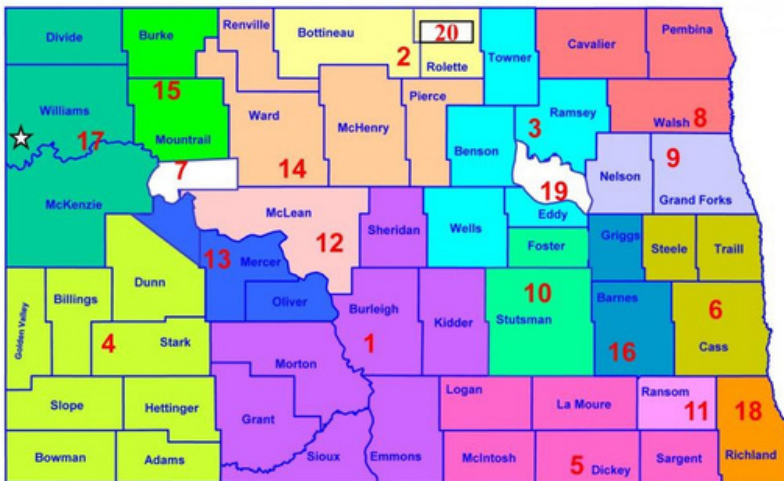 Divide
Burke
Renville
Bottineau
2
20
Rolette
Towner
Cavalier
Pembina
Williams
17
15
Mountrail
Ward
14
McHenry
Pierce
Benson
3
Ramsey
Walsh 8
7
19
Nelson
9
Grand Forks
McKenzie
McLean
12
Sheridan
Wells
Eddy
Foster
Griggs
Steele
Traill
Dunn
13
Mercer
Oliver
Golden Valley
Billings
4
Stark
Burleigh
1
Kidder
10
Stutsman
Barnes
16
6
Cass
Morton
Slope
Hettinger
Grant
Logan
La Moure
Ransom
11
18
Richland
Bowman
Adams
Sioux
Emmons
McIntosh
5 Dickey
Sargent